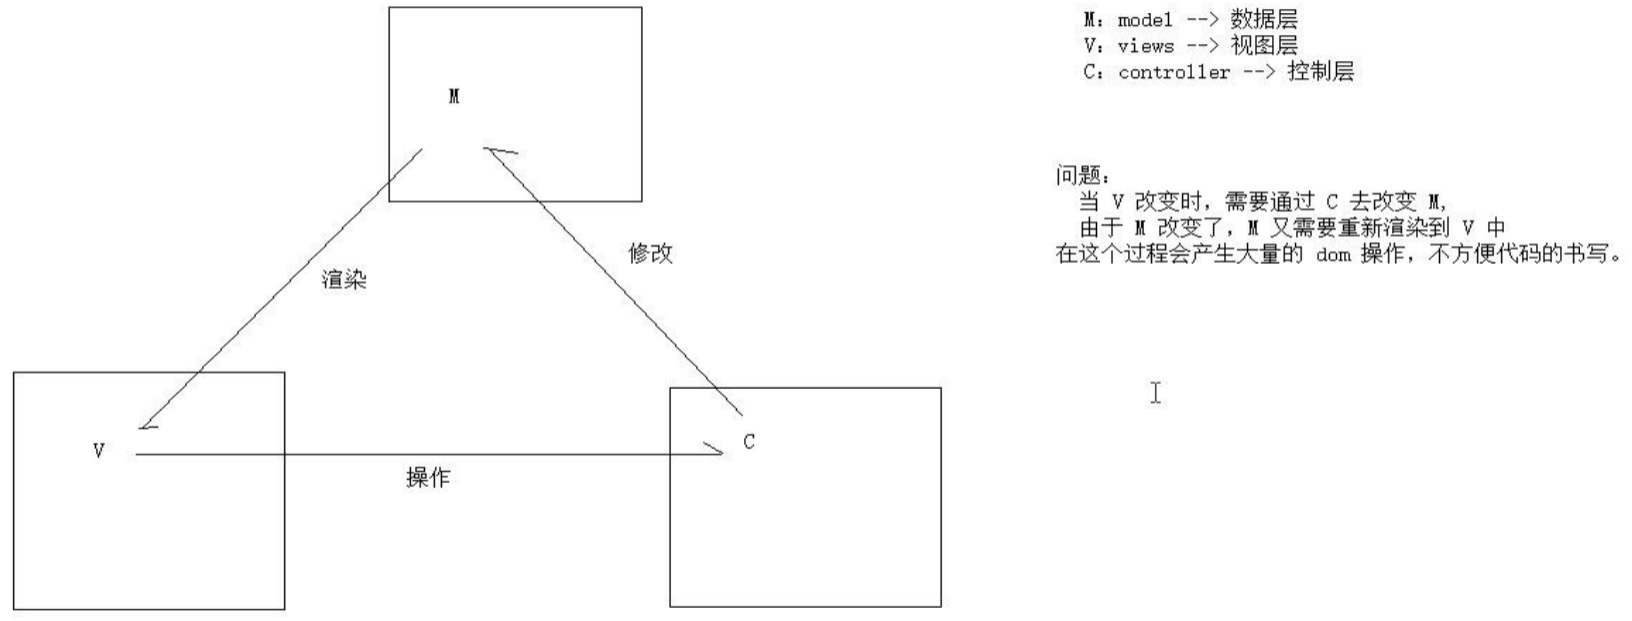 M
渲染
修改
V
操作
C
M：model --> 数据层
V：views --> 视图层
C：controller --> 控制层
问题：
当 V 改变时，需要通过 C 去改变 M，
由于 M 改变了，M 又需要重新渲染到 V 中
在这个过程会产生大量的 dom 操作，不方便代码的书写。